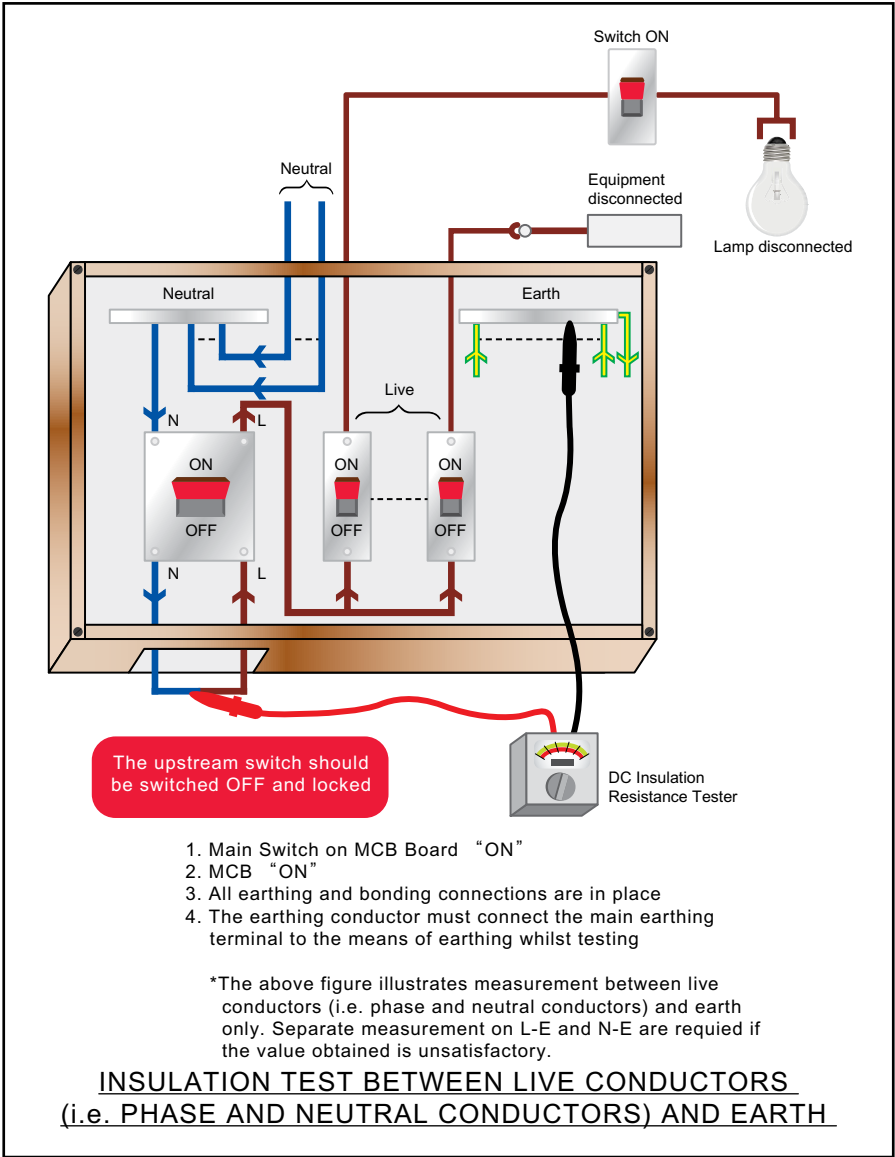 Switch ON
Neutral
Equipment
disconnected
Lamp disconnected
Neutral
Earth
Live
N
L
ON
OFF
ON
OFF
ON
OFF
N
L
The upstream switch should
be switched OFF and locked
DC Insulation
Resistance Tester
1. Main Switch on MCB Board “ON”
2. MCB “ON”
3. All earthing and bonding connections are in place
4. The earthing conductor must connect the main earthing
terminal to the means of earthing whilst testing
*The above figure illustrates measurement between live
conductors (i.e. phase and neutral conductors) and earth
only. Separate measurement on L-E and N-E are requied if
the value obtained is unsatisfactory.
INSULATION TEST BETWEEN LIVE CONDUCTORS
(i.e. PHASE AND NEUTRAL CONDUCTORS) AND EARTH